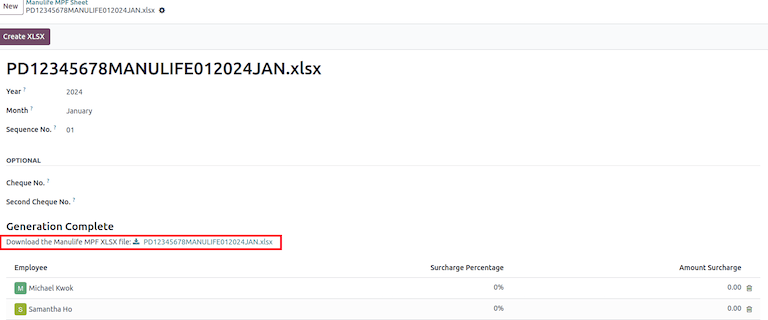 New
Manulife MPF Sheet
PD12345678MANULIFE012024JAN.xlsx
Create XLSX
PD12345678MANULIFE012024JAN.xlsx
Year ? 2024
Month ? January
Sequence No. ? 01
OPTIONAL
Cheque No. ?
Second Cheque No. ?
Generation Complete
Download the Manulife MPF XLSX file: PD12345678MANULIFE012024JAN.xlsx
Employee Surcharge Percentage Amount Surcharge
M Michael Kwok 0% 0.00
S Samantha Ho 0% 0.00